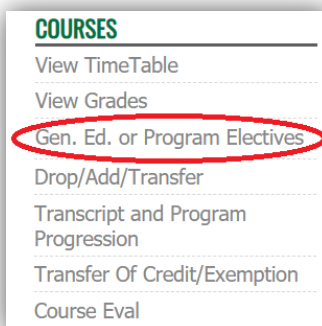 COURSES
View TimeTable
View Grades
Gen. Ed. or Program Electives
Drop/Add/Transfer
Transcript and Program
Progression
Transfer Of Credit/Exemption
Course Eval